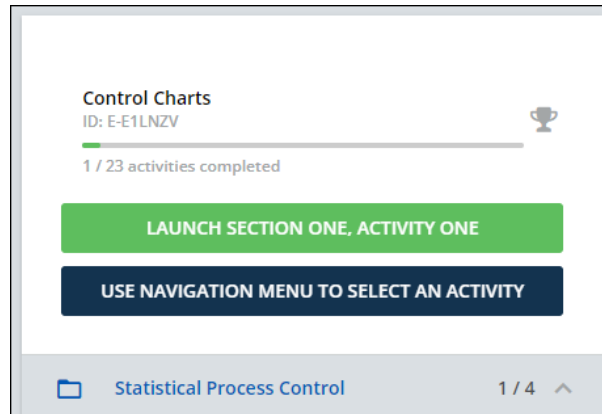 Control Charts
ID: E-E1LNZV
1 / 23 activities completed
LAUNCH SECTION ONE, ACTIVITY ONE
USE NAVIGATION MENU TO SELECT AN ACTIVITY
Statistical Process Control 1 / 4